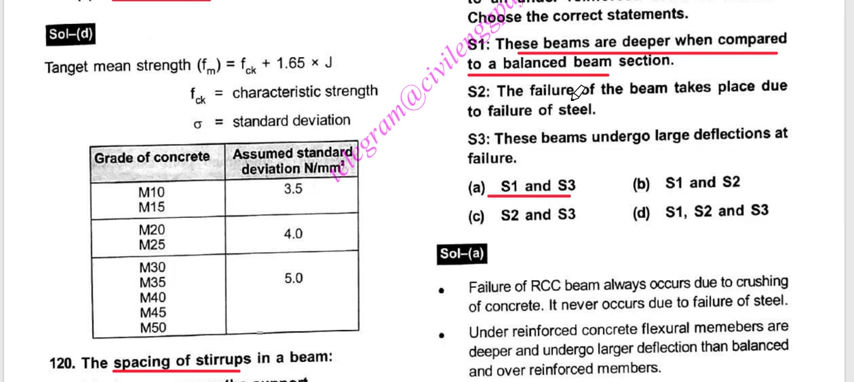 Sol–(d)
Tanget mean strength (fm) = fck + 1.65 × J
fck = characteristic strength
σ = standard deviation
Grade of concrete Assumed standard deviation N/mm²
M10 3.5
M15
M20 4.0
M25
M30
M35 5.0
M40
M45
M50
120. The spacing of stirrups in a beam:
Choose the correct statements.
S1: These beams are deeper when compared
to a balanced beam section.
S2: The failure of the beam takes place due
to failure of steel.
S3: These beams undergo large deflections at
failure.
(a) S1 and S3 (b) S1 and S2
(c) S2 and S3 (d) S1, S2 and S3
Sol–(a)
• Failure of RCC beam always occurs due to crushing
of concrete. It never occurs due to failure of steel.
• Under reinforced concrete flexural memebers are
deeper and undergo larger deflection than balanced
and over reinforced members.